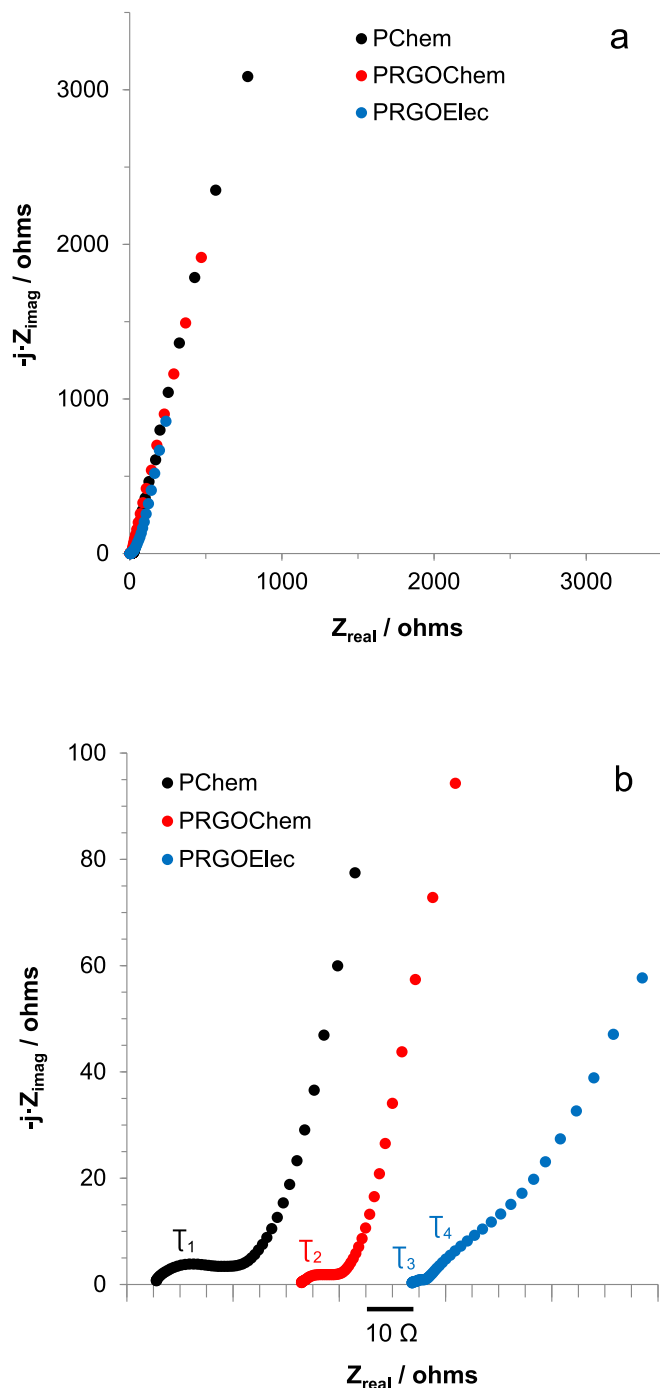 a
PChem
PRGOChem
PRGOElec
3000
2000
1000
0
-j·Zimag / ohms
0 1000 2000 3000
Zreal / ohms
b
100
80
60
40
20
0
PChem
PRGOChem
PRGOElec
-j·Zimag / ohms
τ1
τ2
τ3
τ4
10 Ω
Zreal / ohms